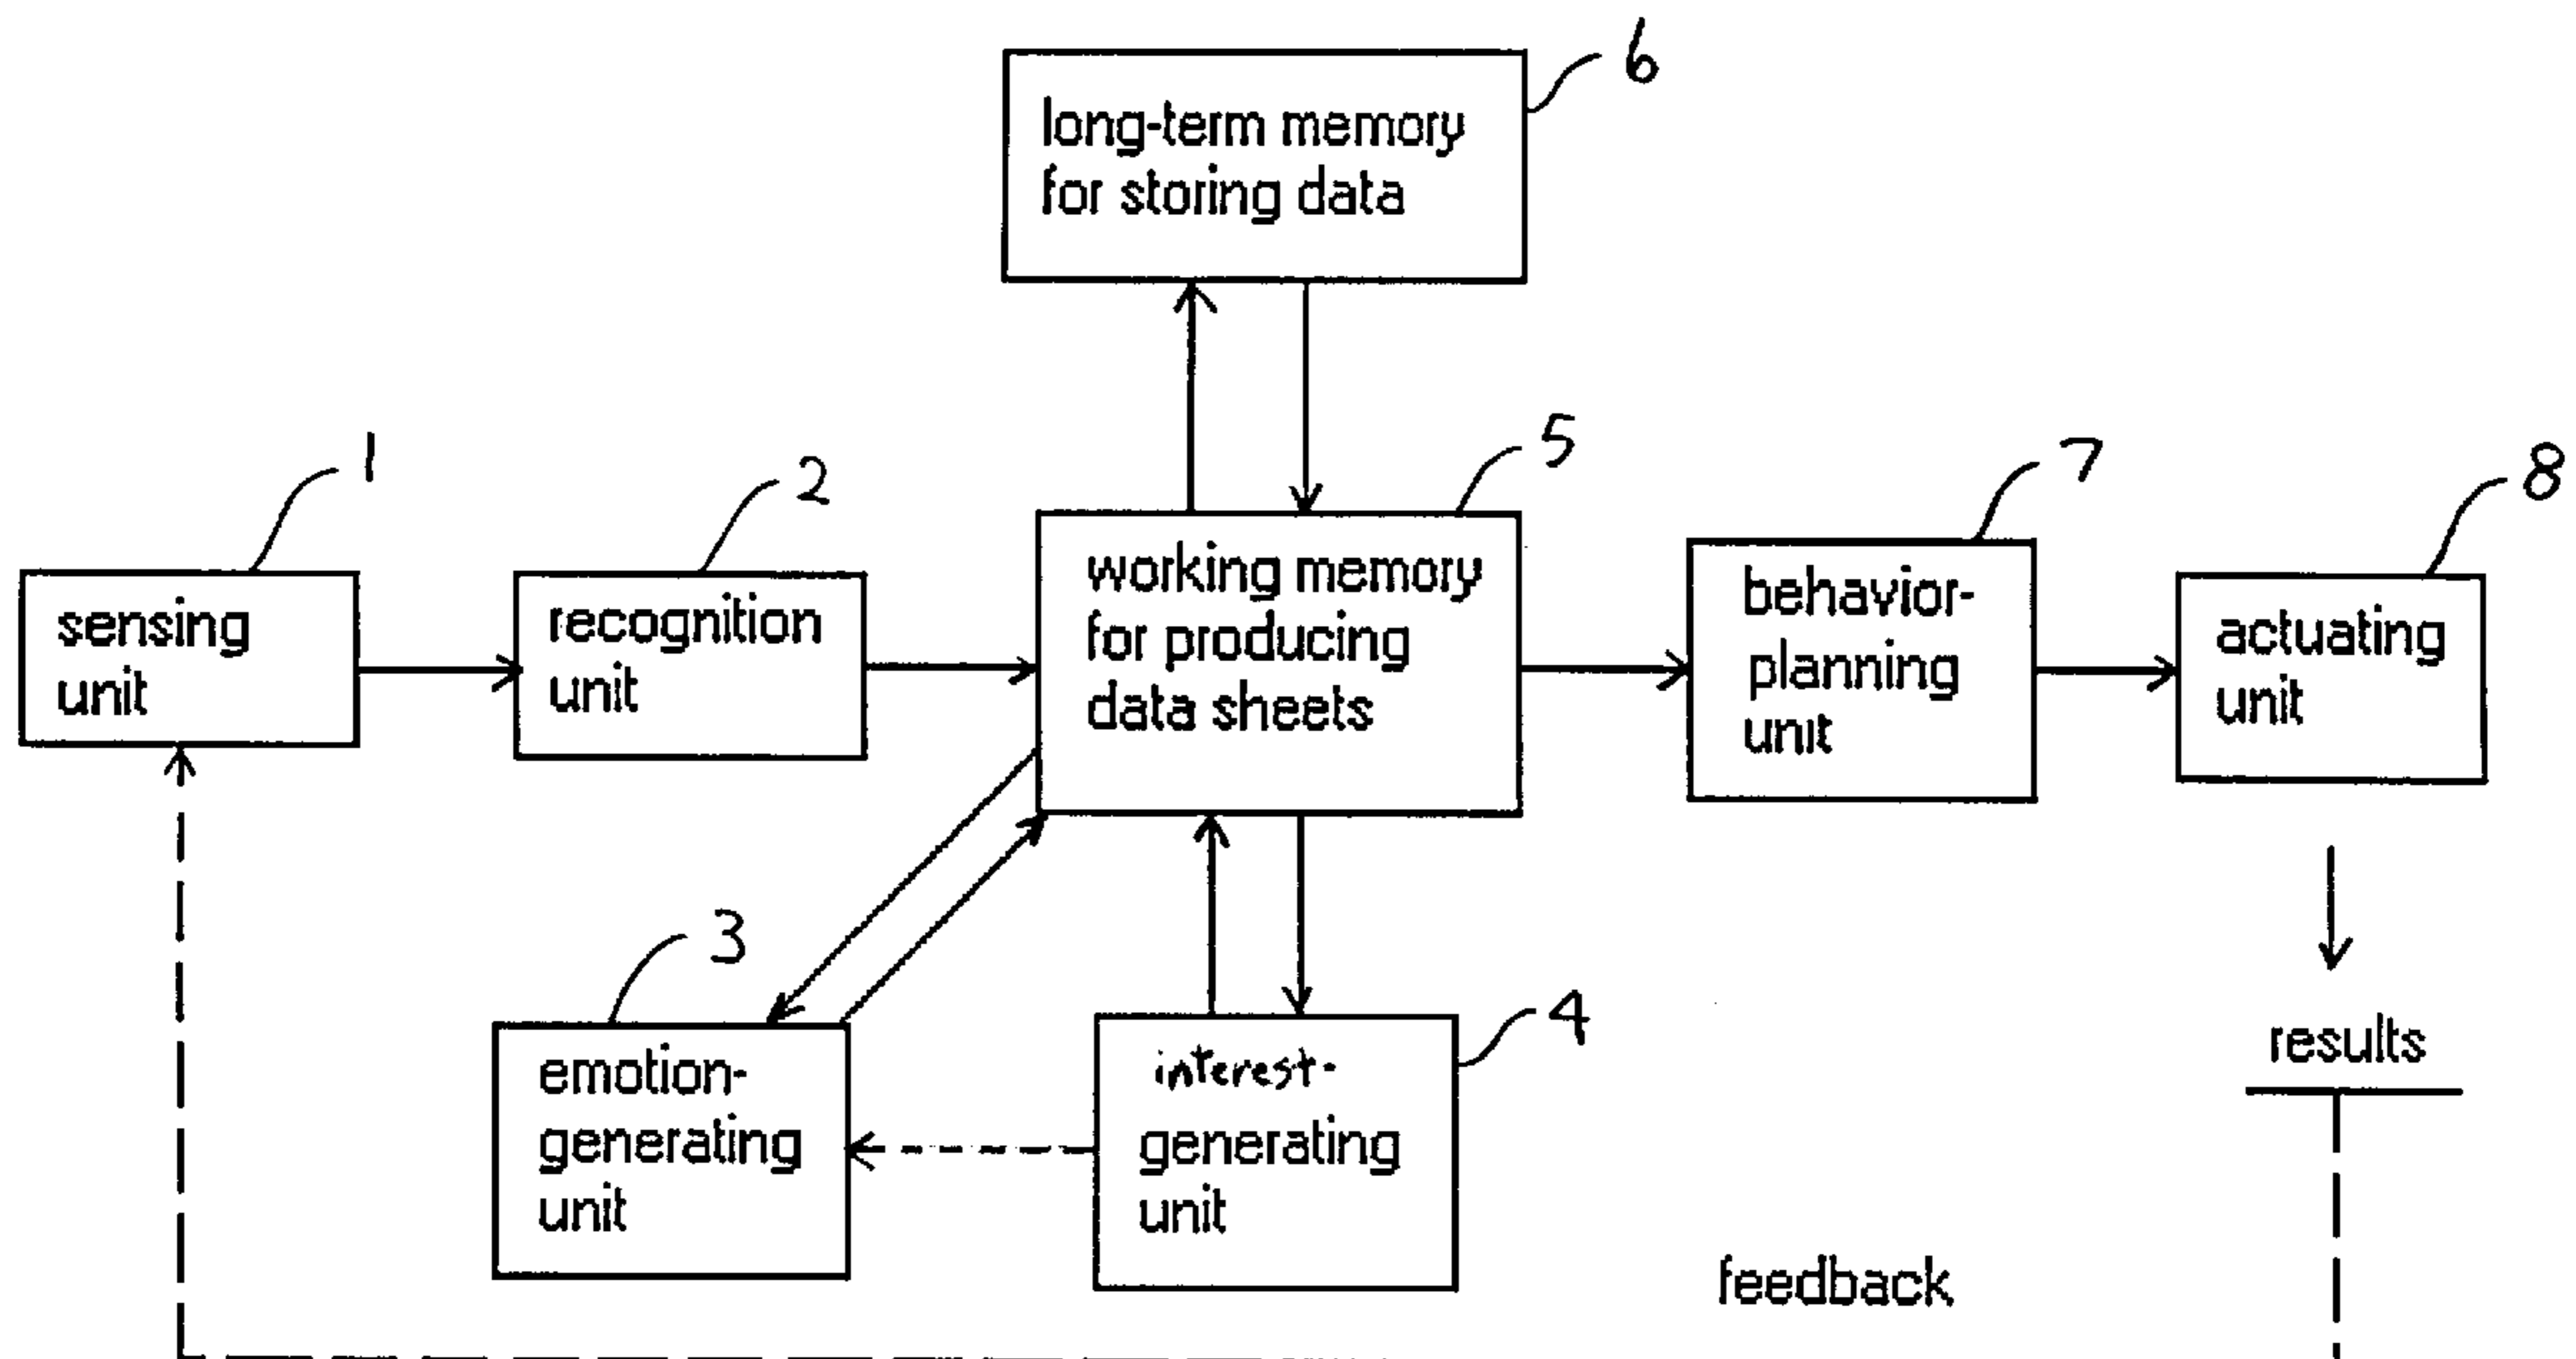 6
long-term memory
for storing data
1
2
5
7
8
sensing
unit
recognition
unit
working memory
for producing
data sheets
behavior-
planning
unit
actuating
unit
3
4
emotion-
generating
unit
interest-
generating
unit
results
feedback